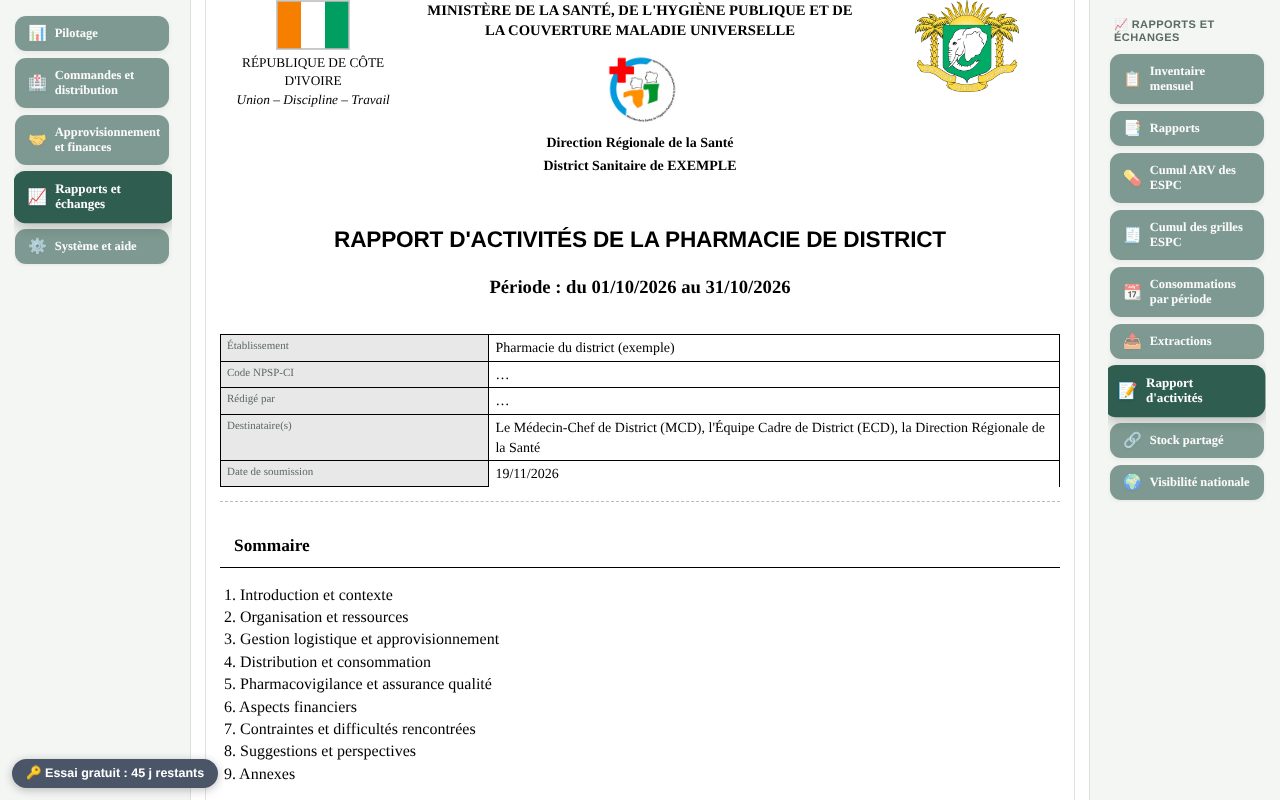 📊 Pilotage
🏥 Commandes et
distribution
🤝 Approvisionnement
et finances
📈 Rapports et
échanges
⚙️ Système et aide
RÉPUBLIQUE DE CÔTE
D'IVOIRE
Union – Discipline – Travail
MINISTÈRE DE LA SANTÉ, DE L'HYGIÈNE PUBLIQUE ET DE
LA COUVERTURE MALADIE UNIVERSELLE
Direction Régionale de la Santé
District Sanitaire de EXEMPLE
RAPPORT D'ACTIVITÉS DE LA PHARMACIE DE DISTRICT
Période : du 01/10/2026 au 31/10/2026
Établissement Pharmacie du district (exemple)
Code NPSP-CI …
Rédigé par …
Destinataire(s) Le Médecin-Chef de District (MCD), l'Équipe Cadre de District (ECD), la Direction Régionale de
la Santé
Date de soumission 19/11/2026
Sommaire
1. Introduction et contexte
2. Organisation et ressources
3. Gestion logistique et approvisionnement
4. Distribution et consommation
5. Pharmacovigilance et assurance qualité
6. Aspects financiers
7. Contraintes et difficultés rencontrées
8. Suggestions et perspectives
9. Annexes
🔑 Essai gratuit : 45 j restants
📈 RAPPORTS ET
ÉCHANGES
📋 Inventaire
mensuel
📑 Rapports
💊 Cumul ARV des
ESPC
🧾 Cumul des grilles
ESPC
📆 Consommations
par période
📤 Extractions
📝 Rapport
d'activités
🔗 Stock partagé
🌍 Visibilité nationale